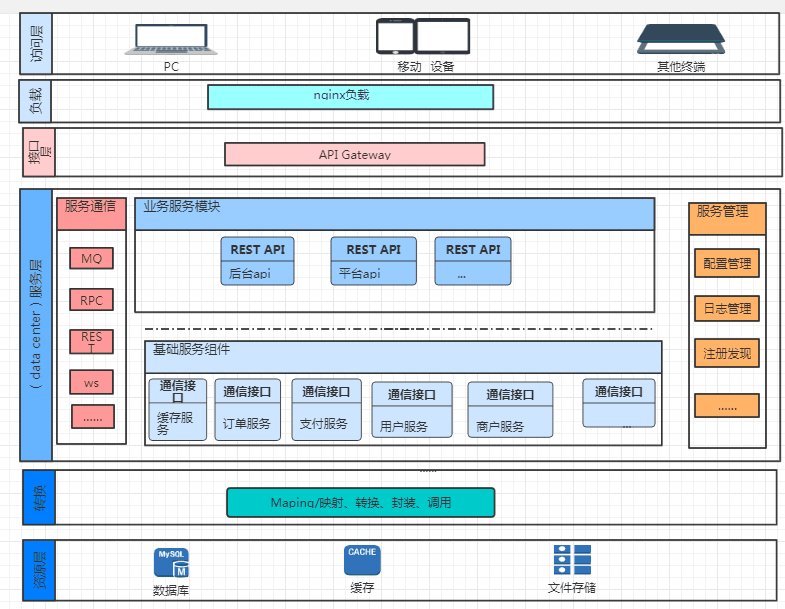 访问层
PC
移动 设备
其他终端
负载
nginx负载
接口
层
API Gateway
（data center）服务层
服务通信
MQ
RPC
RES
T
ws
......
业务服务模块
REST API
后台api
REST API
平台api
REST API
...
基础服务组件
通信接
口
缓存服
务
通信接口
订单服务
通信接口
支付服务
通信接口
用户服务
通信接口
商户服务
通信接口
...
服务管理
配置管理
日志管理
注册发现
......
......
转换
Maping/映射、转换、封装、调用
资源层
MySQL
M
数据库
CACHE
缓存
文件存储